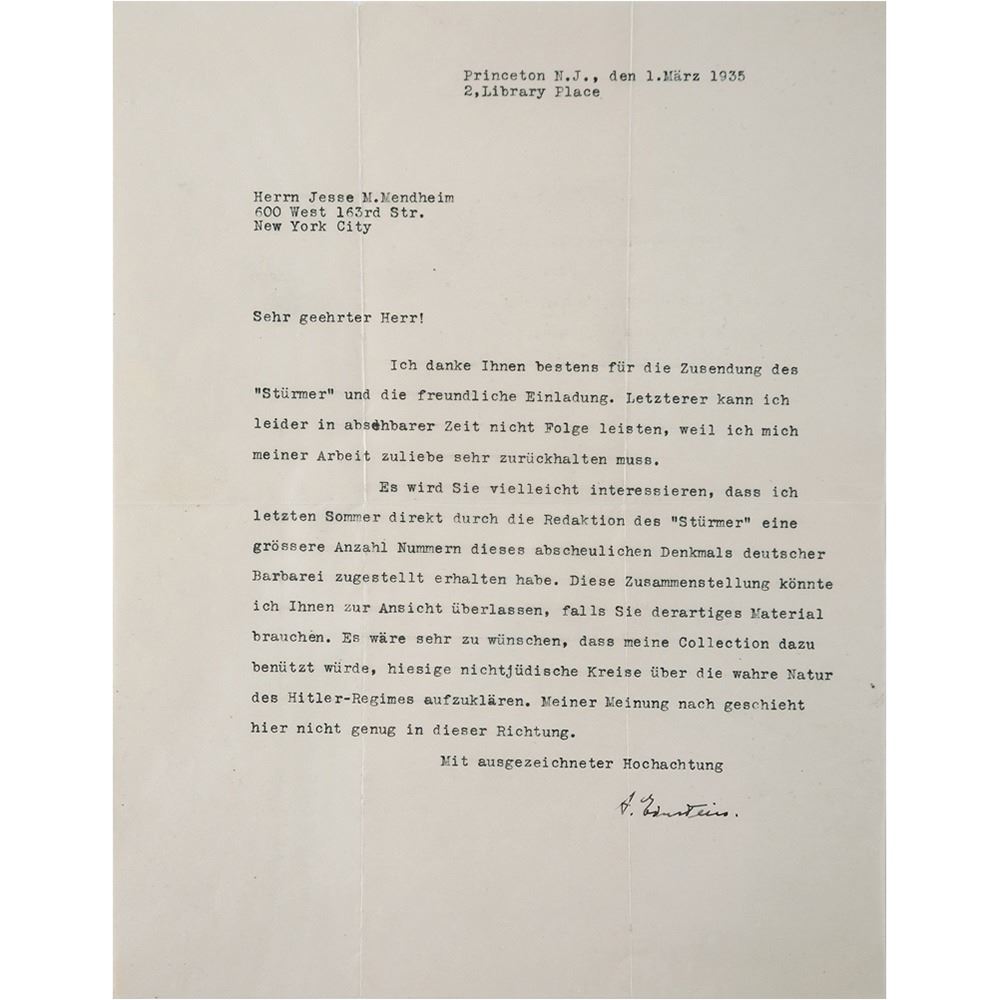 Princeton N.J., den 1.März 1935
2,Library Place
Herrn Jesse M.Mendheim
600 West 163rd Str.
New York City
Sehr geehrter Herr!
Ich danke Ihnen bestens für die Zusendung des
"Stürmer" und die freundliche Einladung. Letzterer kann ich
leider in absehbarer Zeit nicht Folge leisten, weil ich mich
meiner Arbeit zuliebe sehr zurückhalten muss.
Es wird Sie vielleicht interessieren, dass ich
letzten Sommer direkt durch die Redaktion des "Stürmer" eine
grössere Anzahl Nummern dieses abscheulichen Denkmals deutscher
Barbarei zugestellt erhalten habe. Diese Zusammenstellung könnte
ich Ihnen zur Ansicht überlassen, falls Sie derartiges Material
brauchen. Es wäre sehr zu wünschen, dass meine Collection dazu
benützt würde, hiesige nichtjüdische Kreise über die wahre Natur
des Hitler-Regimes aufzuklären. Meiner Meinung nach geschieht
hier nicht genug in dieser Richtung.
Mit ausgezeichneter Hochachtung
A. Einstein.